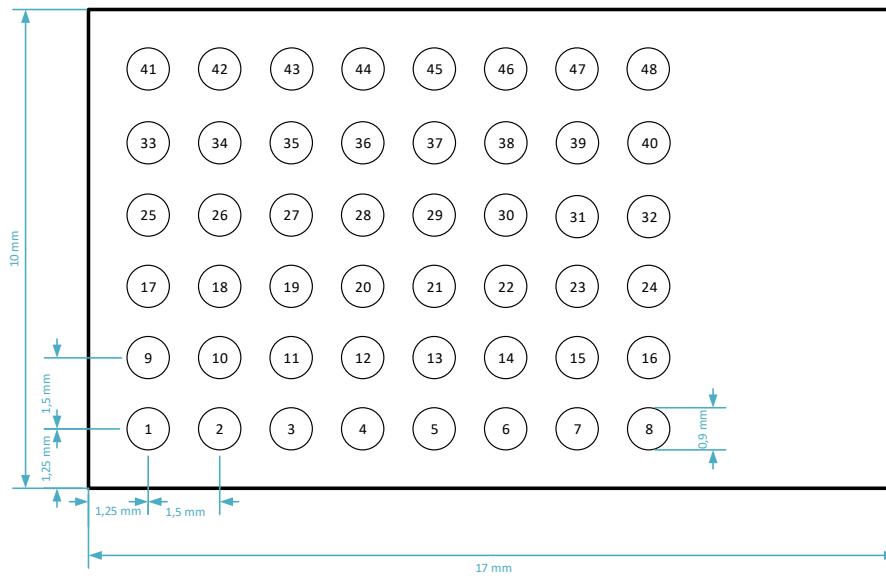 41 42 43 44 45 46 47 48
33 34 35 36 37 38 39 40
25 26 27 28 29 30 31 32
10 mm
17 18 19 20 21 22 23 24
9 10 11 12 13 14 15 16
1,5 mm
1 2 3 4 5 6 7 8
0,9 mm
1,25 mm
1,25 mm 1,5 mm
17 mm